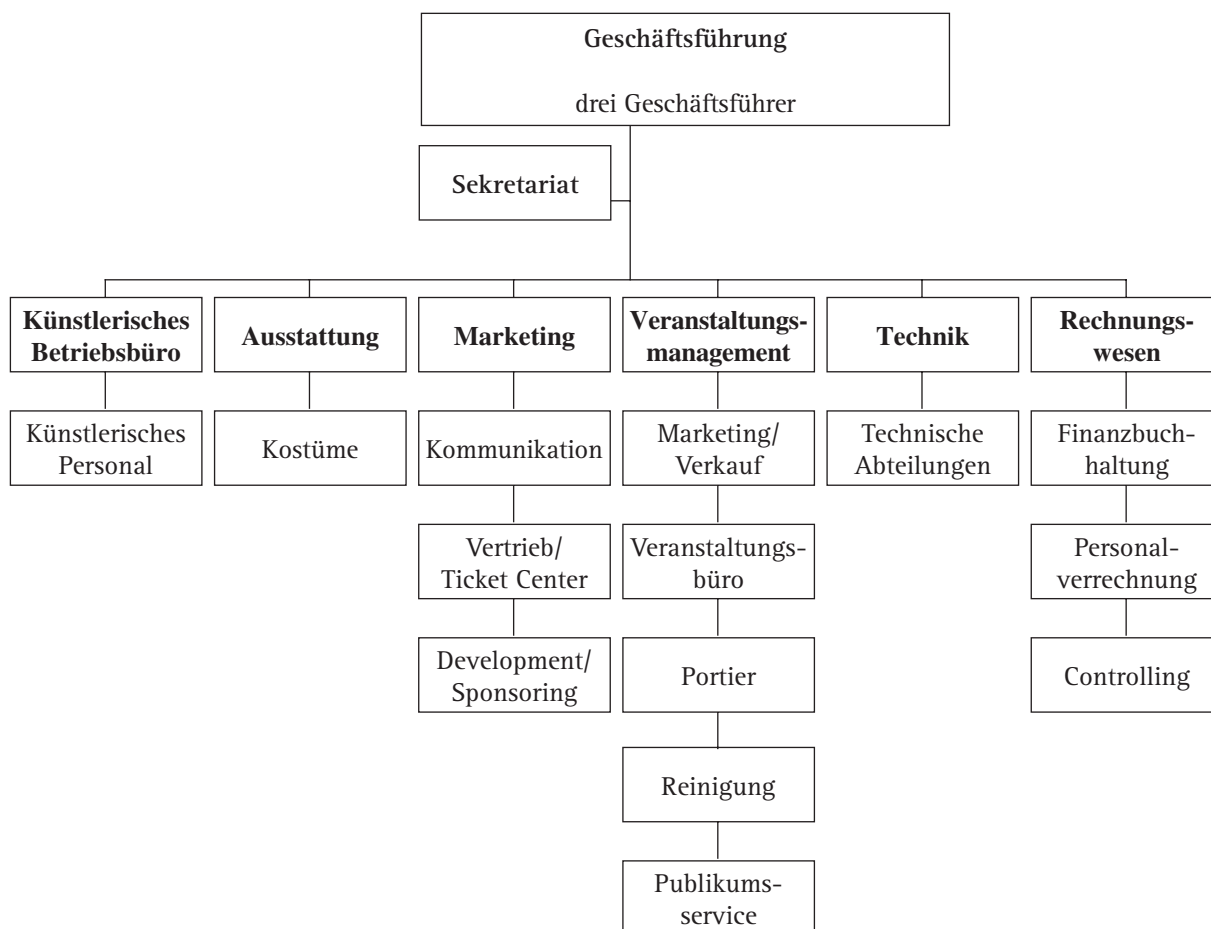 Geschäftsführung
drei Geschäftsführer
Sekretariat
Künstlerisches
Betriebsbüro
Ausstattung
Marketing
Veranstaltungs-
management
Technik
Rechnungs-
wesen
Künstlerisches
Personal
Kostüme
Kommunikation
Marketing/
Verkauf
Technische
Abteilungen
Finanzbuch-
haltung
Vertrieb/
Ticket Center
Veranstaltungs-
büro
Personal-
verrechnung
Development/
Sponsoring
Portier
Controlling
Reinigung
Publikums-
service